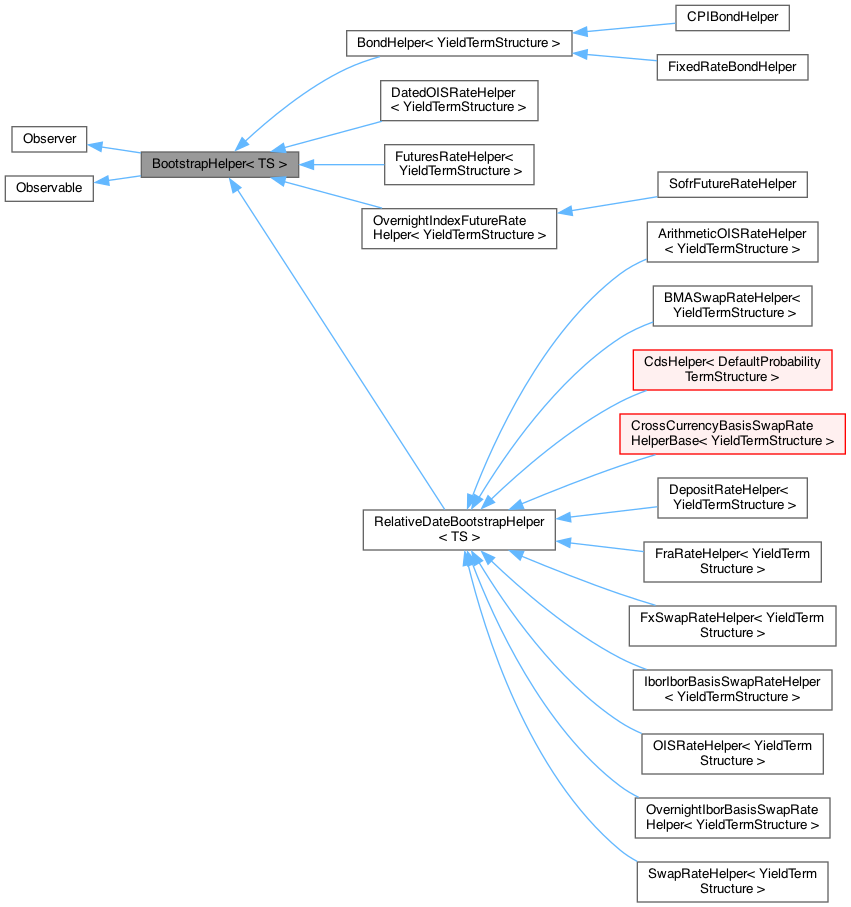 Observer
Observable
BootstrapHelper< TS >
BondHelper< YieldTermStructure >
DatedOISRateHelper
< YieldTermStructure >
FuturesRateHelper<
YieldTermStructure >
OvernightIndexFutureRate
Helper< YieldTermStructure >
RelativeDateBootstrapHelper
< TS >
CPIBondHelper
FixedRateBondHelper
SofrFutureRateHelper
ArithmeticOISRateHelper
< YieldTermStructure >
BMASwapRateHelper<
YieldTermStructure >
CdsHelper< DefaultProbability
TermStructure >
CrossCurrencyBasisSwapRate
HelperBase< YieldTermStructure >
DepositRateHelper<
YieldTermStructure >
FraRateHelper< YieldTerm
Structure >
FxSwapRateHelper< YieldTerm
Structure >
IborIborBasisSwapRateHelper
< YieldTermStructure >
OISRateHelper< YieldTerm
Structure >
OvernightIborBasisSwapRate
Helper< YieldTermStructure >
SwapRateHelper< YieldTerm
Structure >